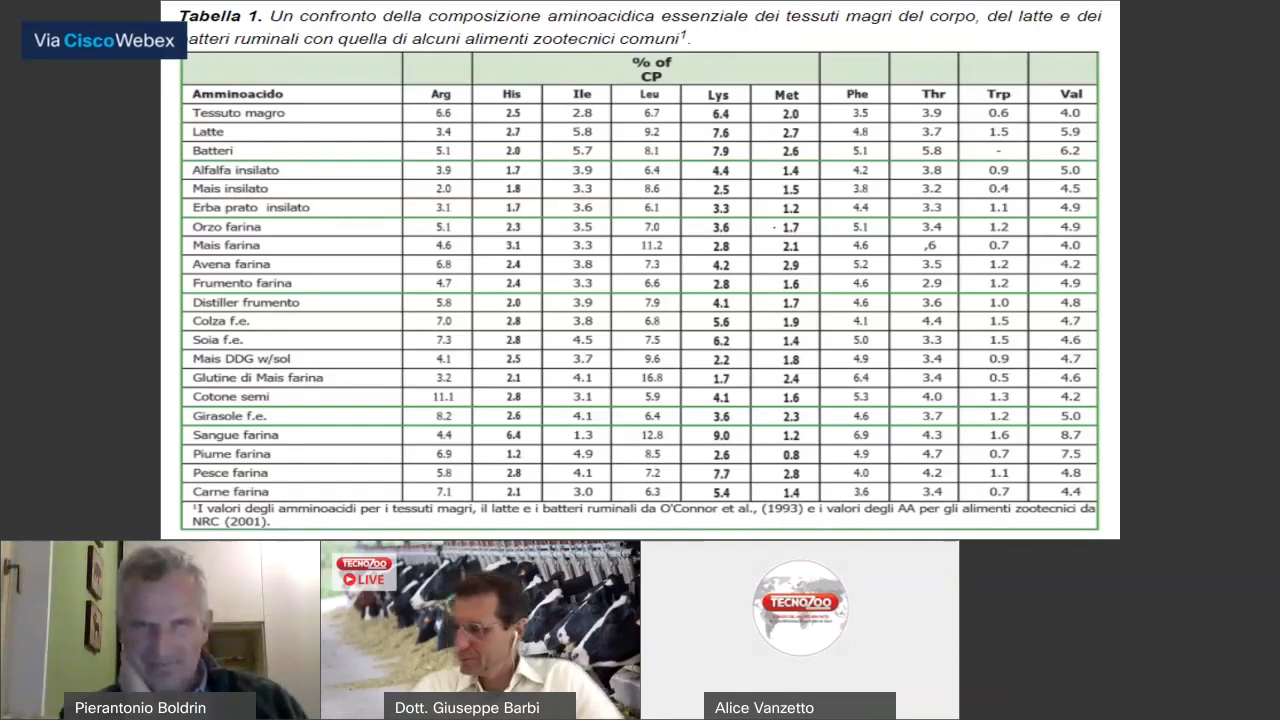 Tabella 1. Un confronto della composizione aminoacidica essenziale dei tessuti magri del corpo, del latte e dei
Via CiscoWebex
batteri ruminali con quella di alcuni alimenti zootecnici comuni¹.
% of
CP
Amminoacido Arg His Ile Leu Lys Met Phe Thr Trp Val
Tessuto magro 6.6 2.5 2.8 6.7 6.4 2.0 3.5 3.9 0.6 4.0
Latte 3.4 2.7 5.8 9.2 7.6 2.7 4.8 3.7 1.5 5.9
Batteri 5.1 2.0 5.7 8.1 7.9 2.6 5.1 5.8 - 6.2
Alfalfa insilato 3.9 1.7 3.9 6.4 4.4 1.4 4.2 3.8 0.9 5.0
Mais insilato 2.0 1.8 3.3 8.6 2.5 1.5 3.8 3.2 0.4 4.5
Erba prato insilato 3.1 1.7 3.6 6.1 3.3 1.2 4.4 3.3 1.1 4.9
Orzo farina 5.1 2.3 3.5 7.0 3.6 1.7 5.1 3.4 1.2 4.9
Mais farina 4.6 3.1 3.3 11.2 2.8 2.1 4.6 ,6 0.7 4.0
Avena farina 6.8 2.4 3.8 7.3 4.2 2.9 5.2 3.5 1.2 4.2
Frumento farina 4.7 2.4 3.3 6.6 2.8 1.6 4.6 2.9 1.2 4.9
Distiller frumento 5.8 2.0 3.9 7.9 4.1 1.7 4.6 3.6 1.0 4.8
Colza f.e. 7.0 2.8 3.8 6.8 5.6 1.9 4.1 4.4 1.5 4.7
Soia f.e. 7.3 2.8 4.5 7.5 6.2 1.4 5.0 3.3 1.5 4.6
Mais DDG w/sol 4.1 2.5 3.7 9.6 2.2 1.8 4.9 3.4 0.9 4.7
Glutine di Mais farina 3.2 2.1 4.1 16.8 1.7 2.4 6.4 3.4 0.5 4.6
Cotone semi 11.1 2.8 3.1 5.9 4.1 1.6 5.3 4.0 1.3 4.2
Girasole f.e. 8.2 2.6 4.1 6.4 3.6 2.3 4.6 3.7 1.2 5.0
Sangue farina 4.4 6.4 1.3 12.8 9.0 1.2 6.9 4.3 1.6 8.7
Piume farina 6.9 1.2 4.9 8.5 2.6 0.8 4.9 4.7 0.7 7.5
Pesce farina 5.8 2.8 4.1 7.2 7.7 2.8 4.0 4.2 1.1 4.8
Carne farina 7.1 2.1 3.0 6.3 5.4 1.4 3.6 3.4 0.7 4.4
¹I valori degli amminoacidi per i tessuti magri, il latte e i batteri ruminali da O'Connor et al., (1993) e i valori degli AA per gli alimenti zootecnici da
NRC (2001).
TECNOZOO
LIVE
TECNOZOO
Pierantonio Boldrin
Dott. Giuseppe Barbi
Alice Vanzetto